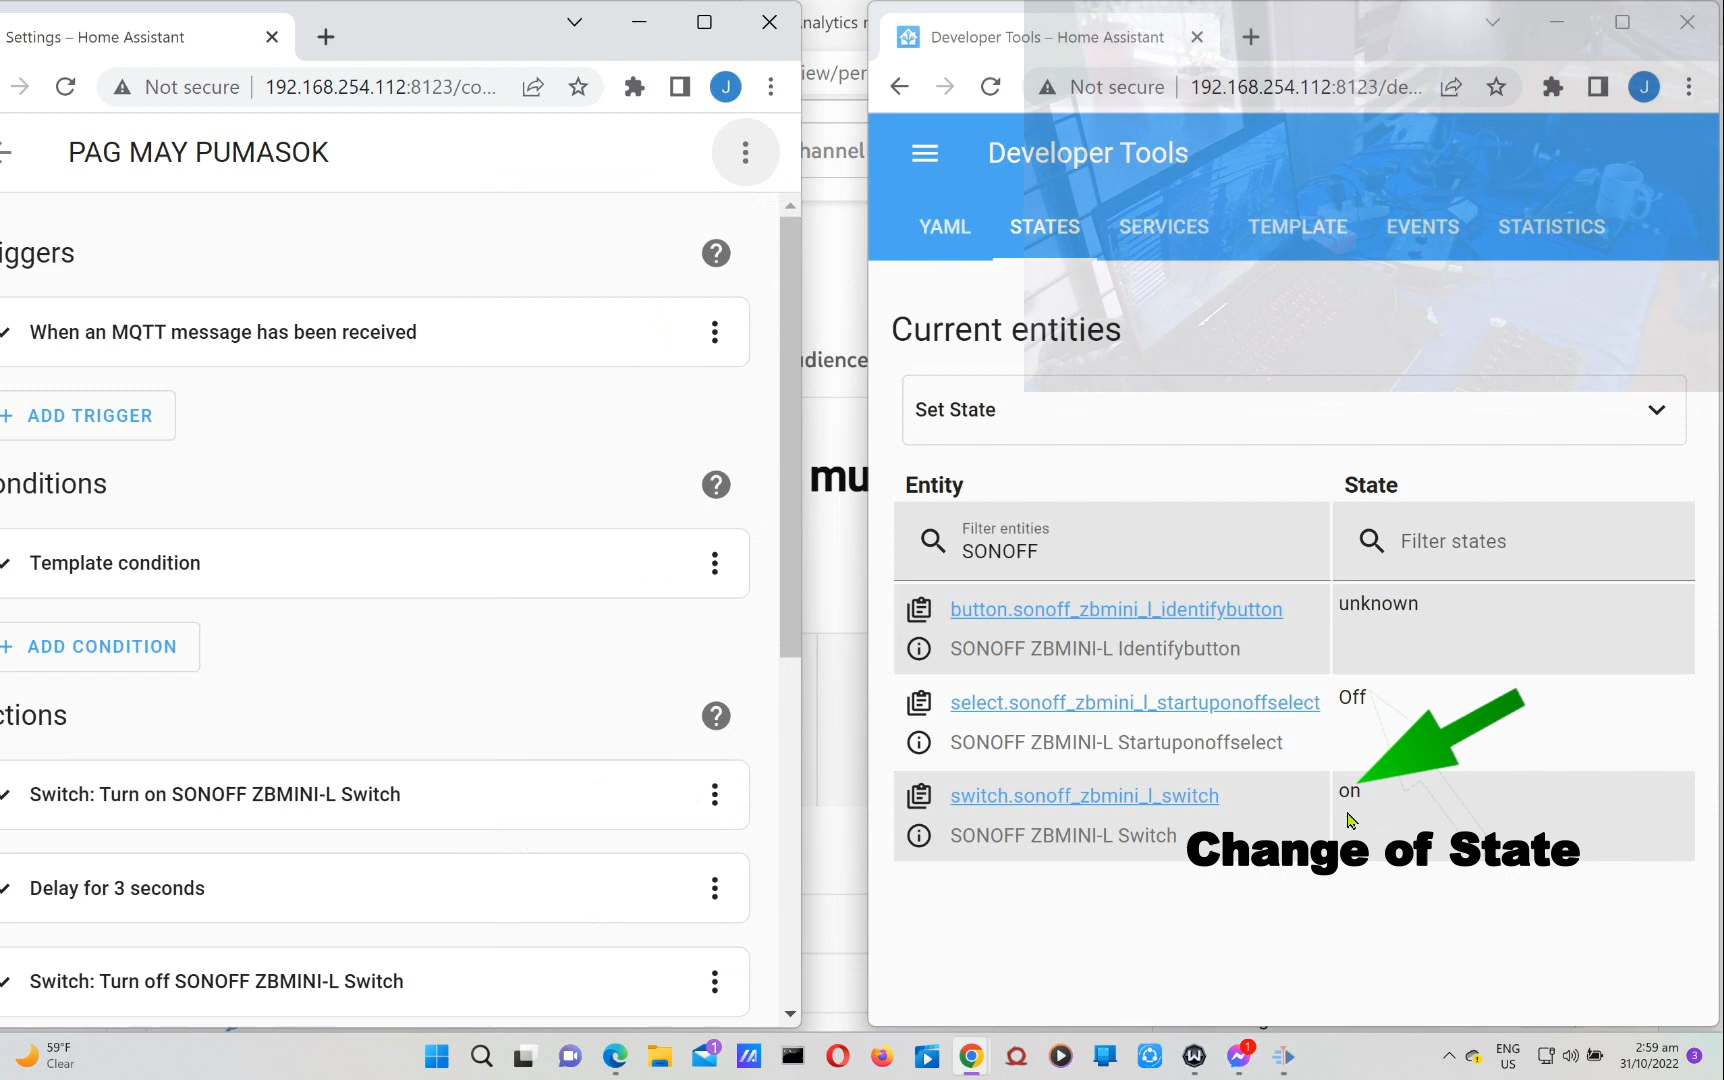 Settings – Home Assistant
Not secure
192.168.254.112:8123/co...
J
PAG MAY PUMASOK
iggers
When an MQTT message has been received
+ ADD TRIGGER
onditions
Template condition
+ ADD CONDITION
ctions
Switch: Turn on SONOFF ZBMINI-L Switch
Delay for 3 seconds
Switch: Turn off SONOFF ZBMINI-L Switch
nalytics
iew/per
hannel
dience
mu
Developer Tools – Home Assistant
Not secure
192.168.254.112:8123/de...
J
Developer Tools
YAML STATES SERVICES TEMPLATE EVENTS STATISTICS
Current entities
Set State
Entity State
Filter entities
SONOFF
Filter states
button.sonoff_zbmini_l_identifybutton unknown
SONOFF ZBMINI-L Identifybutton
select.sonoff_zbmini_l_startuponoffselect Off
SONOFF ZBMINI-L Startuponoffselect
switch.sonoff_zbmini_l_switch on
SONOFF ZBMINI-L Switch
Change of State
59°F
Clear
1
1
ENG
US
2:59 am
31/10/2022
3